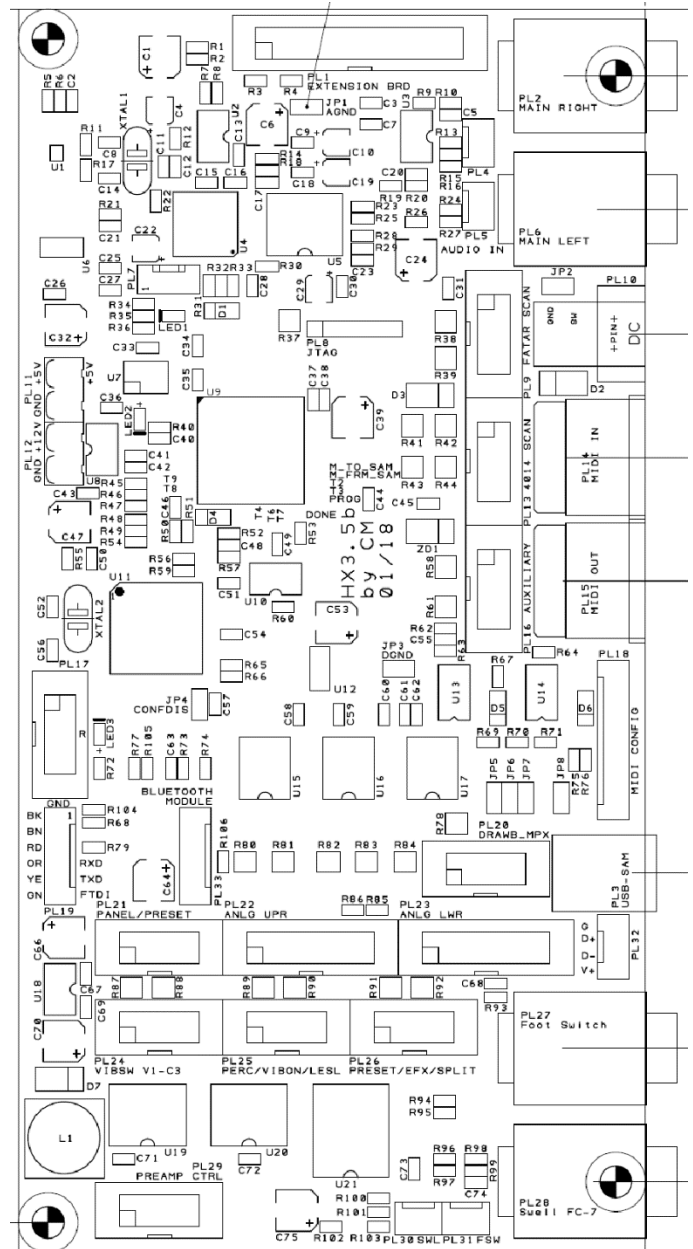 C1
R1
R2
R7
R8
R3
R4
PL1
EXTENSION BRD
PL2
MAIN RIGHT
R5
R6
C2
XTAL1
C4
U2
C13
C6
JP1
AGND
C3
C7
U3
R9
R10
C5
R11
R17
U1
C8
C11
R12
C12
C14
C9
C10
R14
R18
C18
C19
C17
C15
C16
R13
PL4
R15
R16
C20
R19
R20
R22
R21
C21
C22
U4
U5
R23
R25
R26
R24
R27
PL5
AUDIO IN
PL6
MAIN LEFT
U6
C25
C27
PL7
1
R32
R33
C28
R30
R28
R29
C23
C24
C29
C30
C31
JP2
PL10
C26
C32
R34
R35
R36
LED1
R31
D1
R37
PL8
JTAG
R38
R39
PL9 FATAR SCAN
GND
9V
+PIN+
DC
C33
C34
C35
U7
U9
C37
C38
C39
D3
D2
PL11
GND +5V
+5V
PL12
GND +12V
C36
LED2
R40
C40
U8
C41
C42
R41
R42
R43
R44
PL13 4014 SCAN
PL14
MIDI IN
C43
C47
R45
R46
R47
R48
R49
R54
T9
T8
C46
R50
R51
D4
T4
T6
T7
M_TO_SAM
M_FRM_SAM
PROG
DONE
C44
C45
R52
C48
C49
R53
HX3.5b
by CM
01/18
ZD1
R58
R61
PL16 AUXILIARY
PL15
MIDI OUT
R55
C50
R56
R59
R57
C51
U10
R60
C53
U11
C52
XTAL2
C56
C54
R65
R66
R62
C55
R63
R64
PL17
JP4
CONFDIS
C57
U12
JP3
DGND
C58
C59
C60
C61
C62
U13
R67
D5
U14
D6
PL18
MIDI CONFIG
R
LED3
R72
R77
R105
C63
R73
R74
U15
U16
U17
R69
R70
R71
JP5
JP6
JP7
JP8
R75
R76
GND
BK
BN
RD
OR
YE
GN
1
RXD
TXD
FTDI
PL19
R104
R68
R79
BLUETOOTH
MODULE
C64
PL33
R106
R80
R81
R82
R83
R84
R78
PL20
DRAWB_MPX
PL3
USB-SAM
R86
R85
PL21
PANEL/PRESET
PL22
ANLG UPR
PL23
ANLG LWR
G
D+
D-
V+
PL32
C66
U18
C67
C69
C70
R87
R88
R89
R90
R91
R92
C68
R93
PL27
Foot Switch
PL24
VIBSW V1-C3
PL25
PERC/VIBON/LESL
PL26
PRESET/EFX/SPLIT
D7
L1
U19
U20
U21
C71
C72
R94
R95
R96
R97
R98
R99
C73
C74
PL28
Swell FC-7
PREAMP CTRL
PL29
C75
R100
R101
R102
R103
PL30 SWL
PL31 FSW